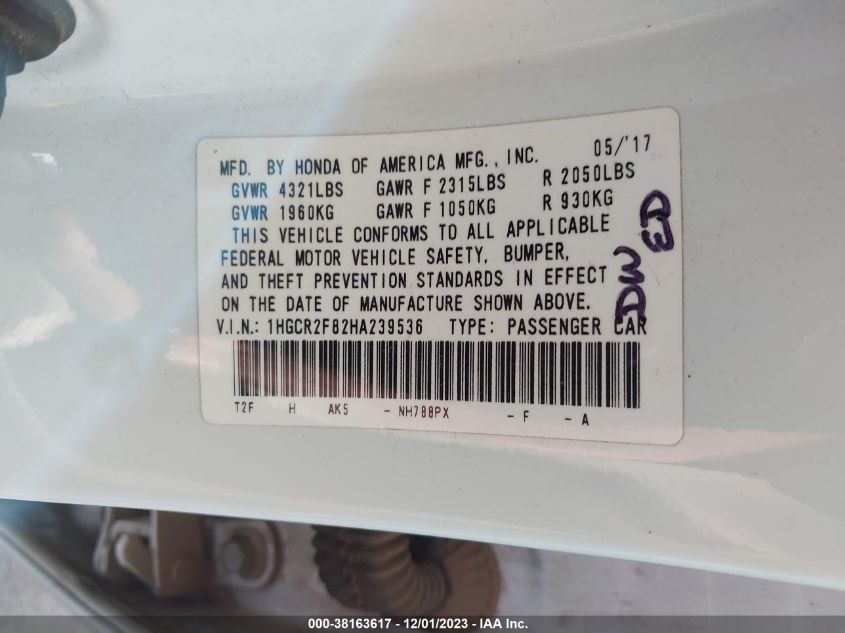 MFD. BY HONDA OF AMERICA MFG., INC. 05/'17
GVWR 4321LBS GAWR F 2315LBS R 2050LBS
GVWR 1960KG GAWR F 1050KG R 930KG
THIS VEHICLE CONFORMS TO ALL APPLICABLE
FEDERAL MOTOR VEHICLE SAFETY, BUMPER,
AND THEFT PREVENTION STANDARDS IN EFFECT
ON THE DATE OF MANUFACTURE SHOWN ABOVE.
V.I.N.: 1HGCR2F82HA239536 TYPE: PASSENGER CAR
T2F H AK5 - NH788PX - F - A
DW
000-38163617 - 12/01/2023 - IAA Inc.